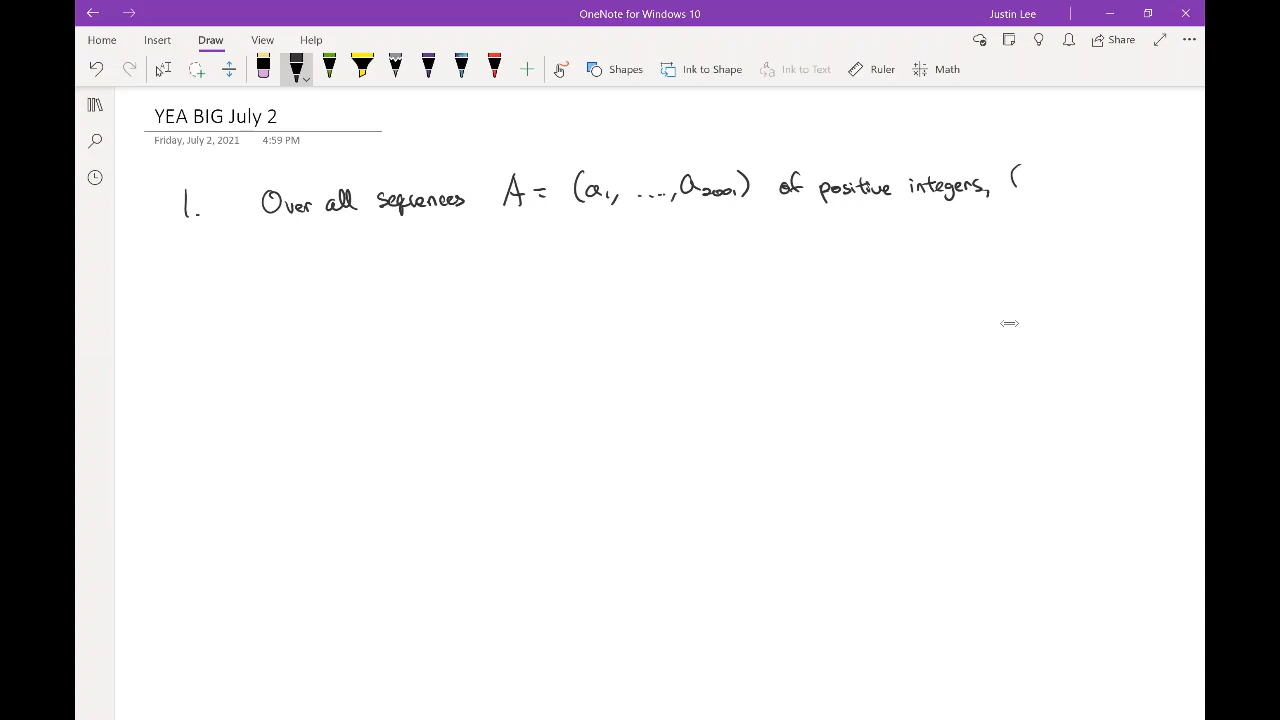 OneNote for Windows 10
Justin Lee
Home Insert Draw View Help
Share
Shapes Ink to Shape Ink to Text Ruler Math
YEA BIG July 2
Friday, July 2, 2021 4:59 PM
1. Over all sequences A = (a₁, ...., a₂₀₀₁) of positive integers, (